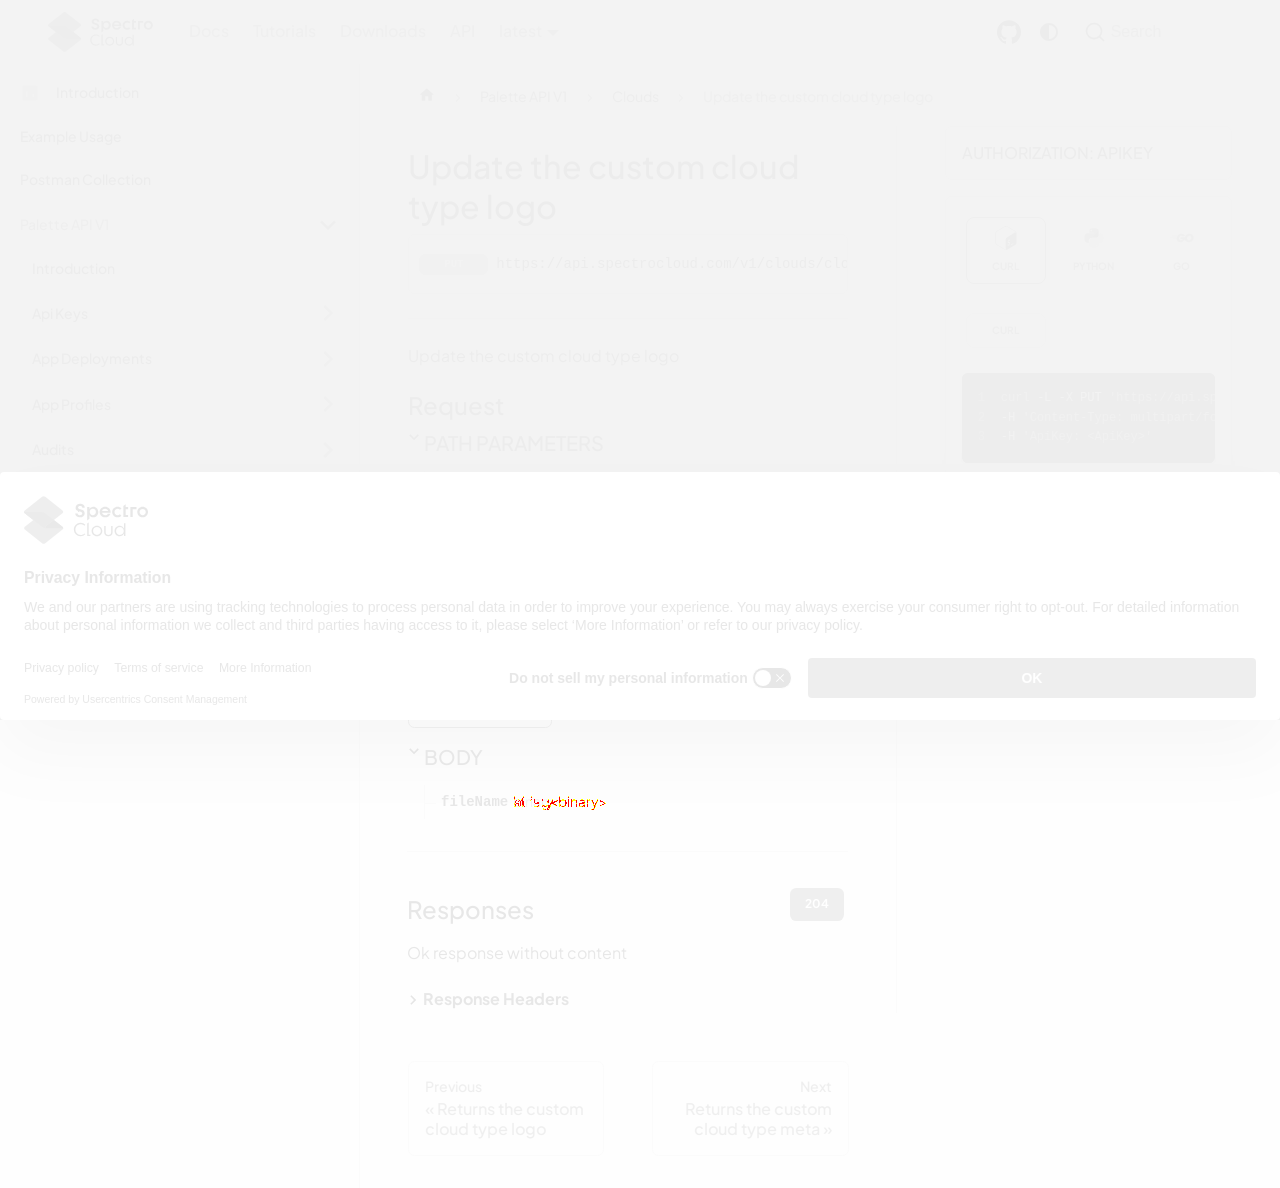 Spectro Cloud
Docs Tutorials Downloads API latest
Search
Introduction
Palette API V1 Clouds Update the custom cloud type logo
Example Usage
AUTHORIZATION: APIKEY
Postman Collection
Update the custom cloud
type logo
Palette API V1
CURL PYTHON GO
https://api.spectrocloud.com/v1/clouds/clo
Introduction
Api Keys
CURL
App Deployments
Update the custom cloud type logo
App Profiles
Request
PUT
Audits
PATH PARAMETERS
Spectro
Cloud
Privacy Information
We and our partners are using tracking technologies to process personal data in order to improve your experience. You may always exercise your consumer right to opt-out. For detailed information
about personal information we collect and third parties having access to it, please select 'More Information' or refer to our privacy policy.
Privacy policy Terms of service More Information
Do not sell my personal information
OK
Powered by Usercentrics Consent Management
BODY
fileName
Responses
204
Ok response without content
Response Headers
Previous
« Returns the custom
cloud type logo
Next
Returns the custom
cloud type meta »